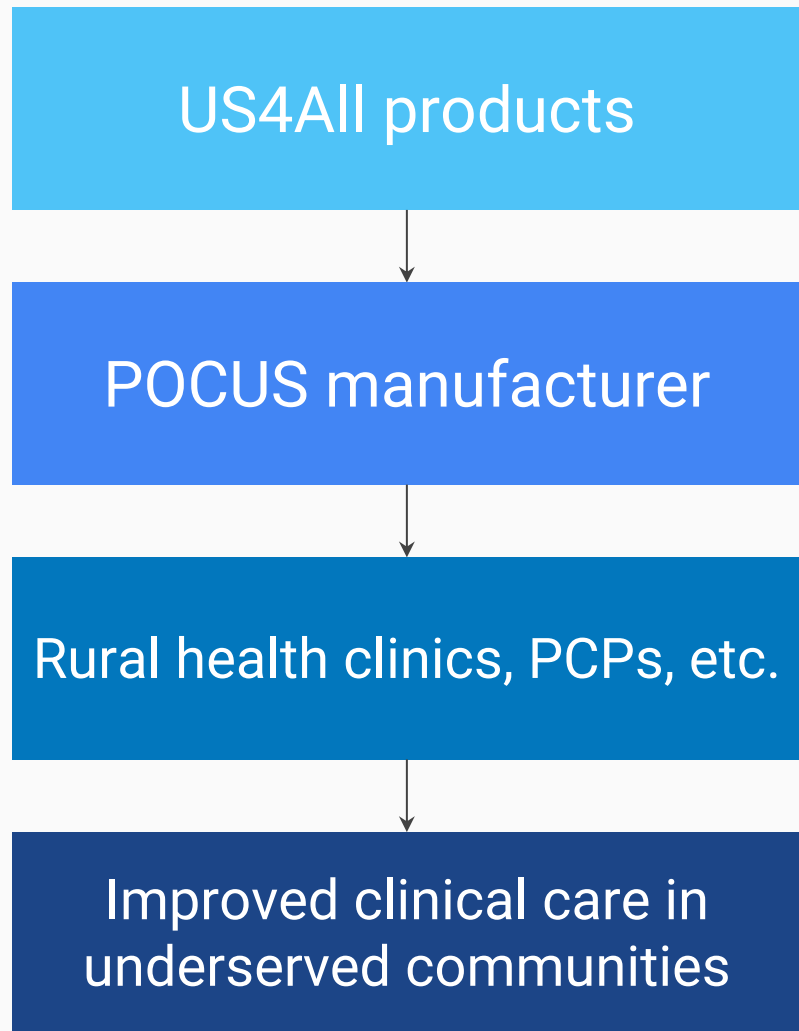 US4All products
POCUS manufacturer
Rural health clinics, PCPs, etc.
Improved clinical care in
underserved communities